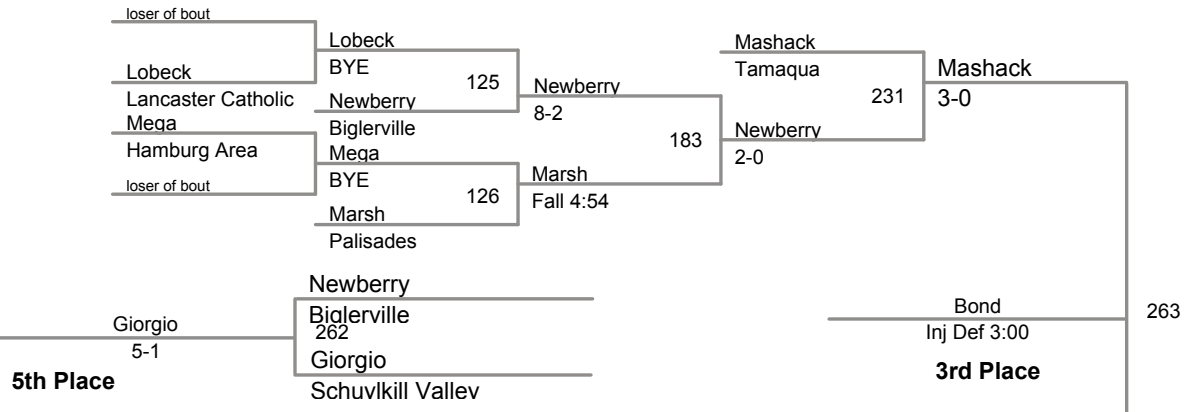 loser of bout
Lobeck
Lancaster Catholic
Mega
Hamburg Area
loser of bout
Lobeck
BYE
125
Newberry
Biglerville
Mega
BYE
126
Marsh
Palisades
Newberry
8-2
183
Marsh
Fall 4:54
Mashack
Tamaqua
231
Newberry
2-0
Mashack
3-0
Newberry
Biglerville
262
Giorgio
Schuylkill Valley
Giorgio
5-1
5th Place
Bond
Inj Def 3:00
3rd Place
263